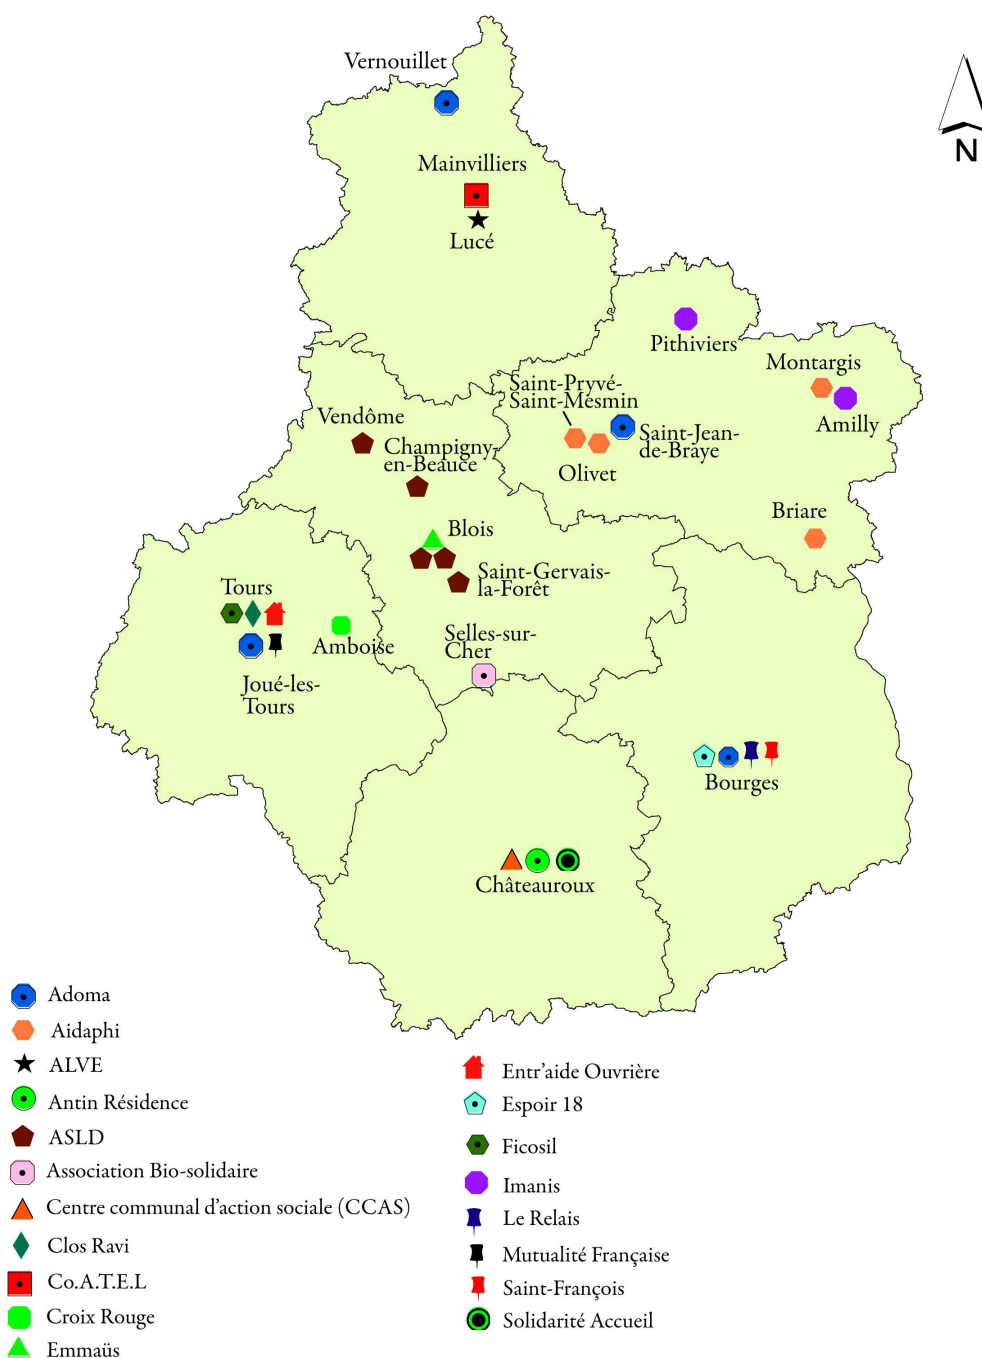 Vernouillet
N
Mainvilliers
Lucé
Pithiviers
Montargis
Amilly
Saint-Pryvé-
Saint-Mesmin
Saint-Jean-
de-Braye
Olivet
Vendôme
Champigny-
en-Beauce
Briare
Blois
Saint-Gervais-
la-Forêt
Tours
Amboise
Selles-sur-
Cher
Joué-les-
Tours
Bourges
Châteauroux
Adoma
Aidaphi
ALVE
Antin Résidence
ASLD
Association Bio-solidaire
Centre communal d'action sociale (CCAS)
Clos Ravi
Co.A.T.E.L
Croix Rouge
Emmaüs
Entr'aide Ouvrière
Espoir 18
Ficosil
Imanis
Le Relais
Mutualité Française
Saint-François
Solidarité Accueil